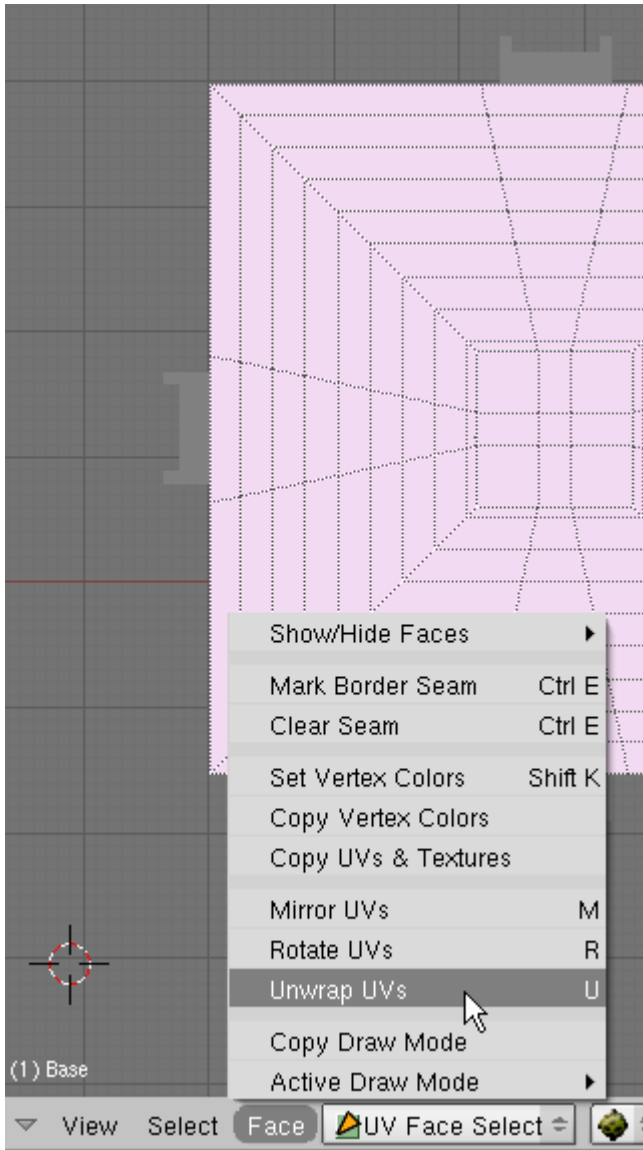 Show/Hide Faces
Mark Border Seam Ctrl E
Clear Seam Ctrl E
Set Vertex Colors Shift K
Copy Vertex Colors
Copy UVs & Textures
Mirror UVs M
Rotate UVs R
Unwrap UVs U
Copy Draw Mode
Active Draw Mode
(1) Base
View Select Face UV Face Select